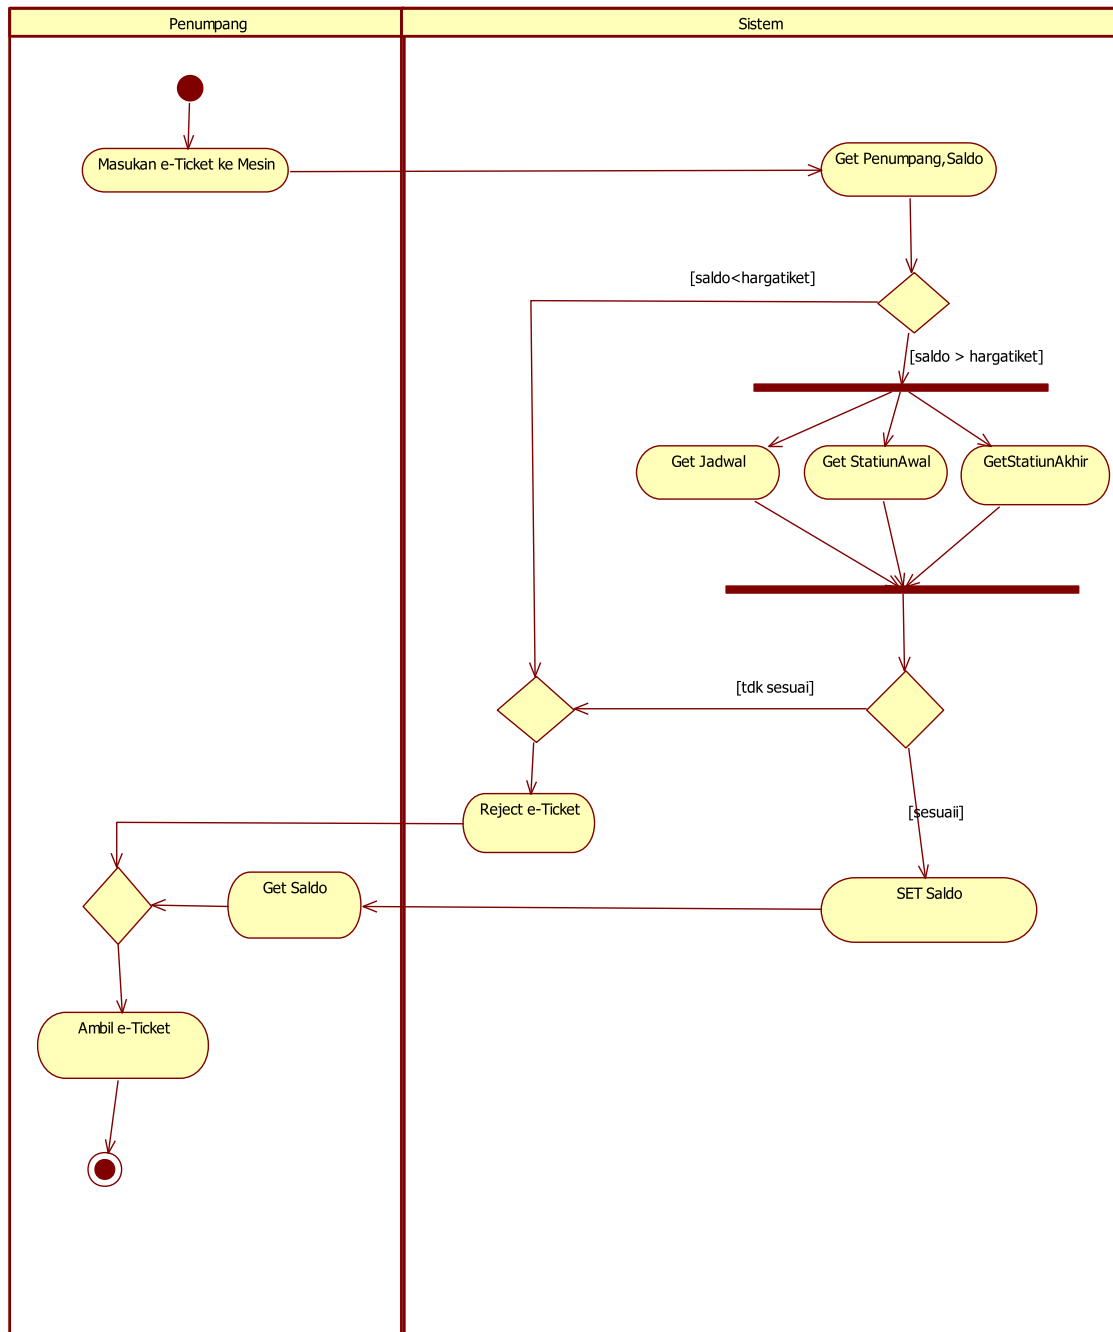 Penumpang
Sistem
Masukan e-Ticket ke Mesin
Get Penumpang,Saldo
[saldo<hargatiket]
[saldo > hargatiket]
Get Jadwal
Get StatiunAwal
GetStatiunAkhir
[tdk sesuai]
Reject e-Ticket
[sesuaii]
Get Saldo
SET Saldo
Ambil e-Ticket